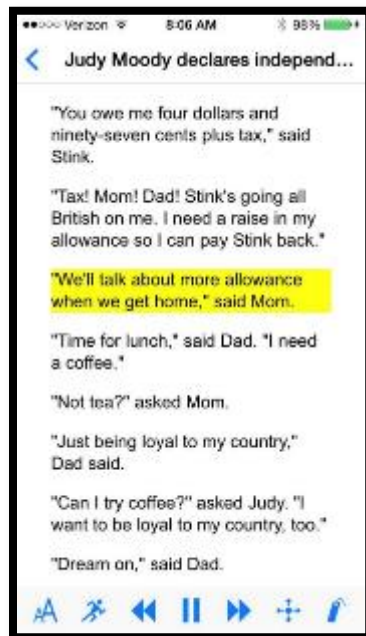 Verizon 8:06 AM 98%
Judy Moody declares independ...
"You owe me four dollars and
ninety-seven cents plus tax," said
Stink.
"Tax! Mom! Dad! Stink's going all
British on me. I need a raise in my
allowance so I can pay Stink back."
"We'll talk about more allowance
when we get home," said Mom.
"Time for lunch," said Dad. "I need
a coffee."
"Not tea?" asked Mom.
"Just being loyal to my country,"
Dad said.
"Can I try coffee?" asked Judy. "I
want to be loyal to my country, too."
"Dream on," said Dad.
AA